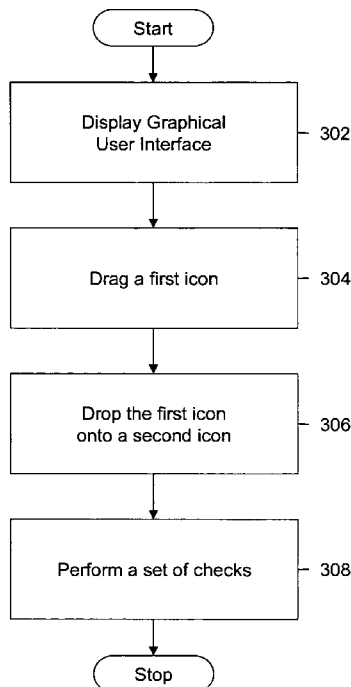 Start
Display Graphical
User Interface
302
Drag a first icon
304
Drop the first icon
onto a second icon
306
Perform a set of checks
308
Stop